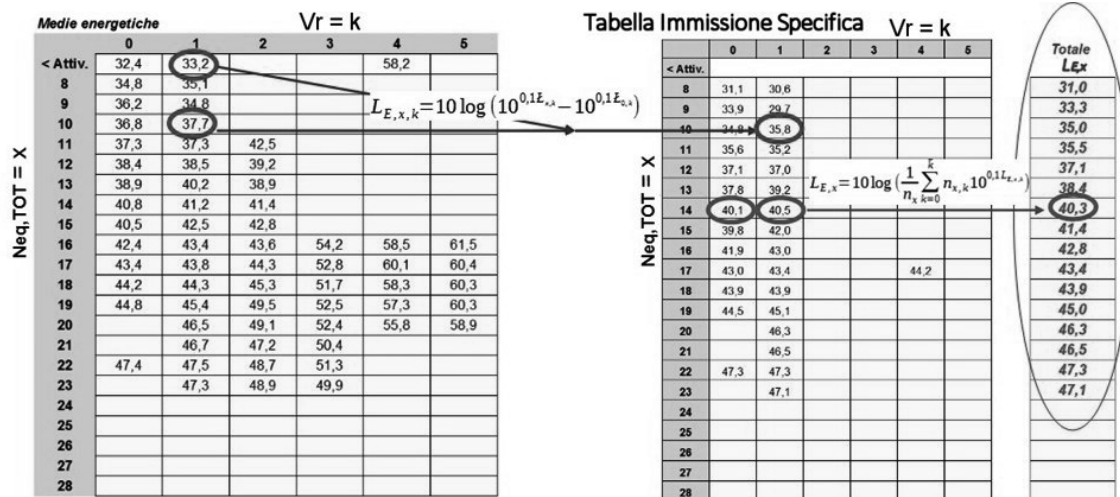 Medie energetiche Vr = k
0 1 2 3 4 5
< Attiv. 32,4 33,2 58,2
8 34,8 35,1
9 36,2 34,8
10 36,8 37,7
11 37,3 37,3 42,5
12 38,4 38,5 39,2
13 38,9 40,2 38,9
14 40,8 41,2 41,4
15 40,5 42,5 42,8
16 42,4 43,4 43,6 54,2 58,5 61,5
17 43,4 43,8 44,3 52,8 60,1 60,4
18 44,2 44,3 45,3 51,7 58,3 60,3
19 44,8 45,4 49,5 52,5 57,3 60,3
20 46,5 49,1 52,4 55,8 58,9
21 46,7 47,2 50,4
22 47,4 47,5 48,7 51,3
23 47,3 48,9 49,9
24
25
26
27
28
Neq,TOT = X
L_{E,x,k}=10 log (10^{0,1 Ł_{x,k}} − 10^{0,1 Ł_{0,k}})
Tabella Immissione Specifica Vr = k
0 1 2 3 4 5
< Attiv.
8 31,1 30,6
9 33,9 29,7
10 34,8 35,8
11 35,6 35,2
12 37,1 37,0
13 37,8 39,2
14 40,1 40,5
15 39,8 42,0
16 41,9 43,0
17 43,0 43,4 44,2
18 43,9 43,9
19 44,5 45,1
20 46,3
21 46,5
22 47,3 47,3
23 47,1
24
25
26
27
28
Neq,TOT = X
L_{E,x}=10 log (1/n_x ∑_{k=0}^{k} n_{x,k} 10^{0,1 L_{E,x,k}})
Totale
LE,x
31,0
33,3
35,0
35,5
37,1
38,4
40,3
41,4
42,8
43,4
43,9
45,0
46,3
46,5
47,3
47,1